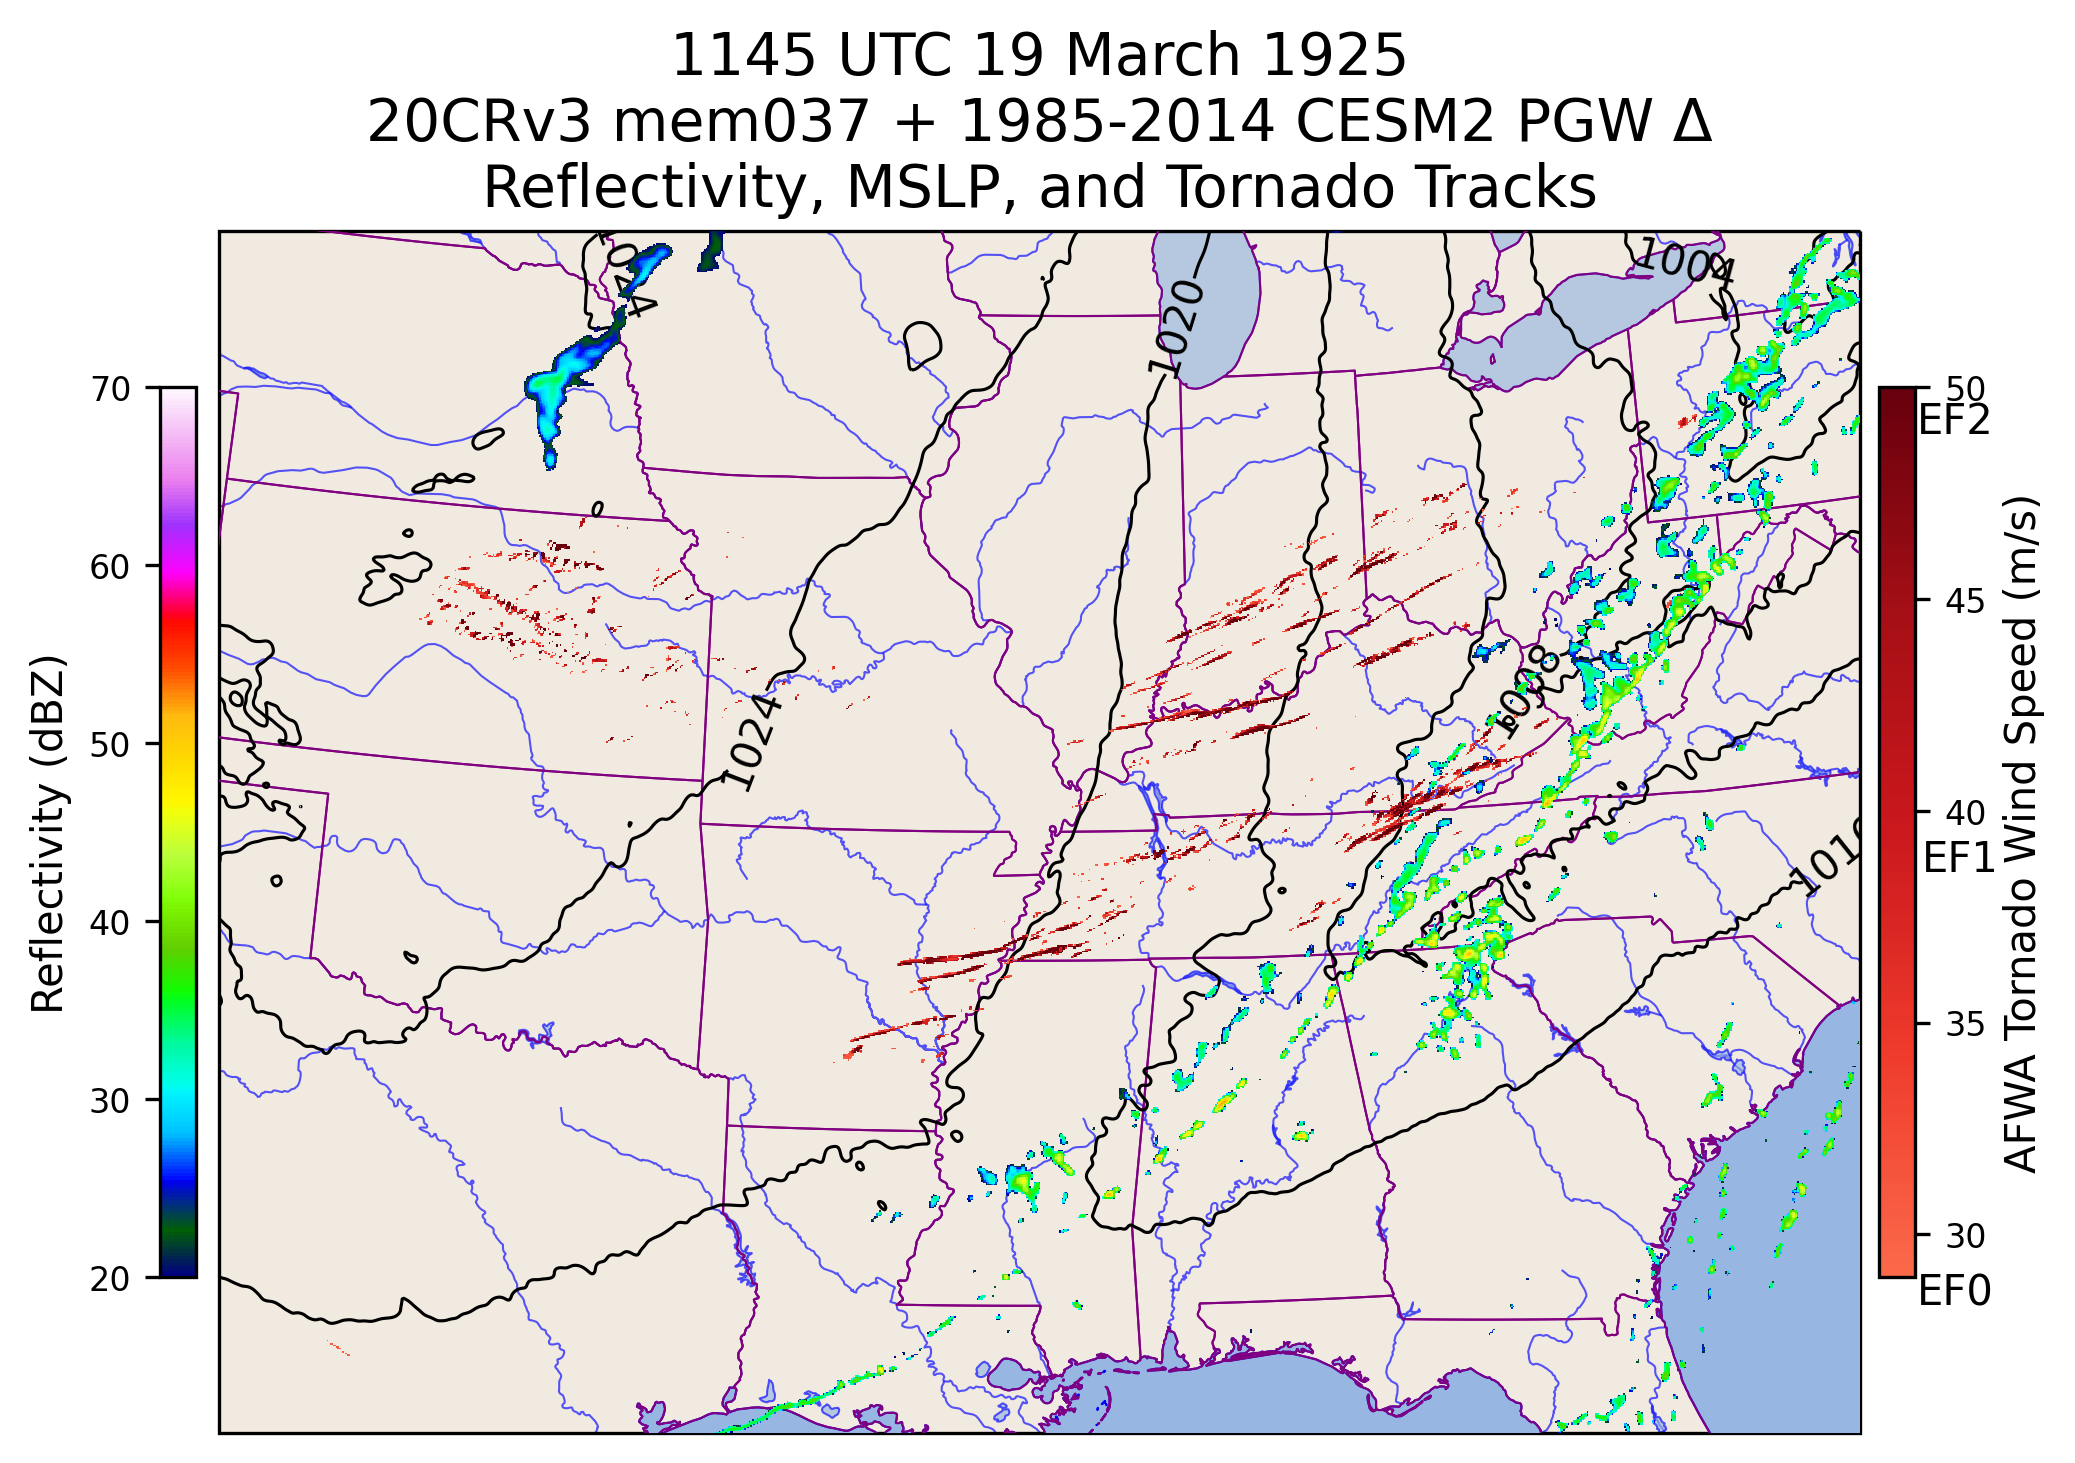 1145 UTC 19 March 1925
20CRv3 mem037 + 1985-2014 CESM2 PGW Δ
Reflectivity, MSLP, and Tornado Tracks
1044
1004
1020
1008
1024
1016
70
60
50
40
30
20
Reflectivity (dBZ)
50
EF2
45
40
EF1
35
30
EF0
AFWA Tornado Wind Speed (m/s)